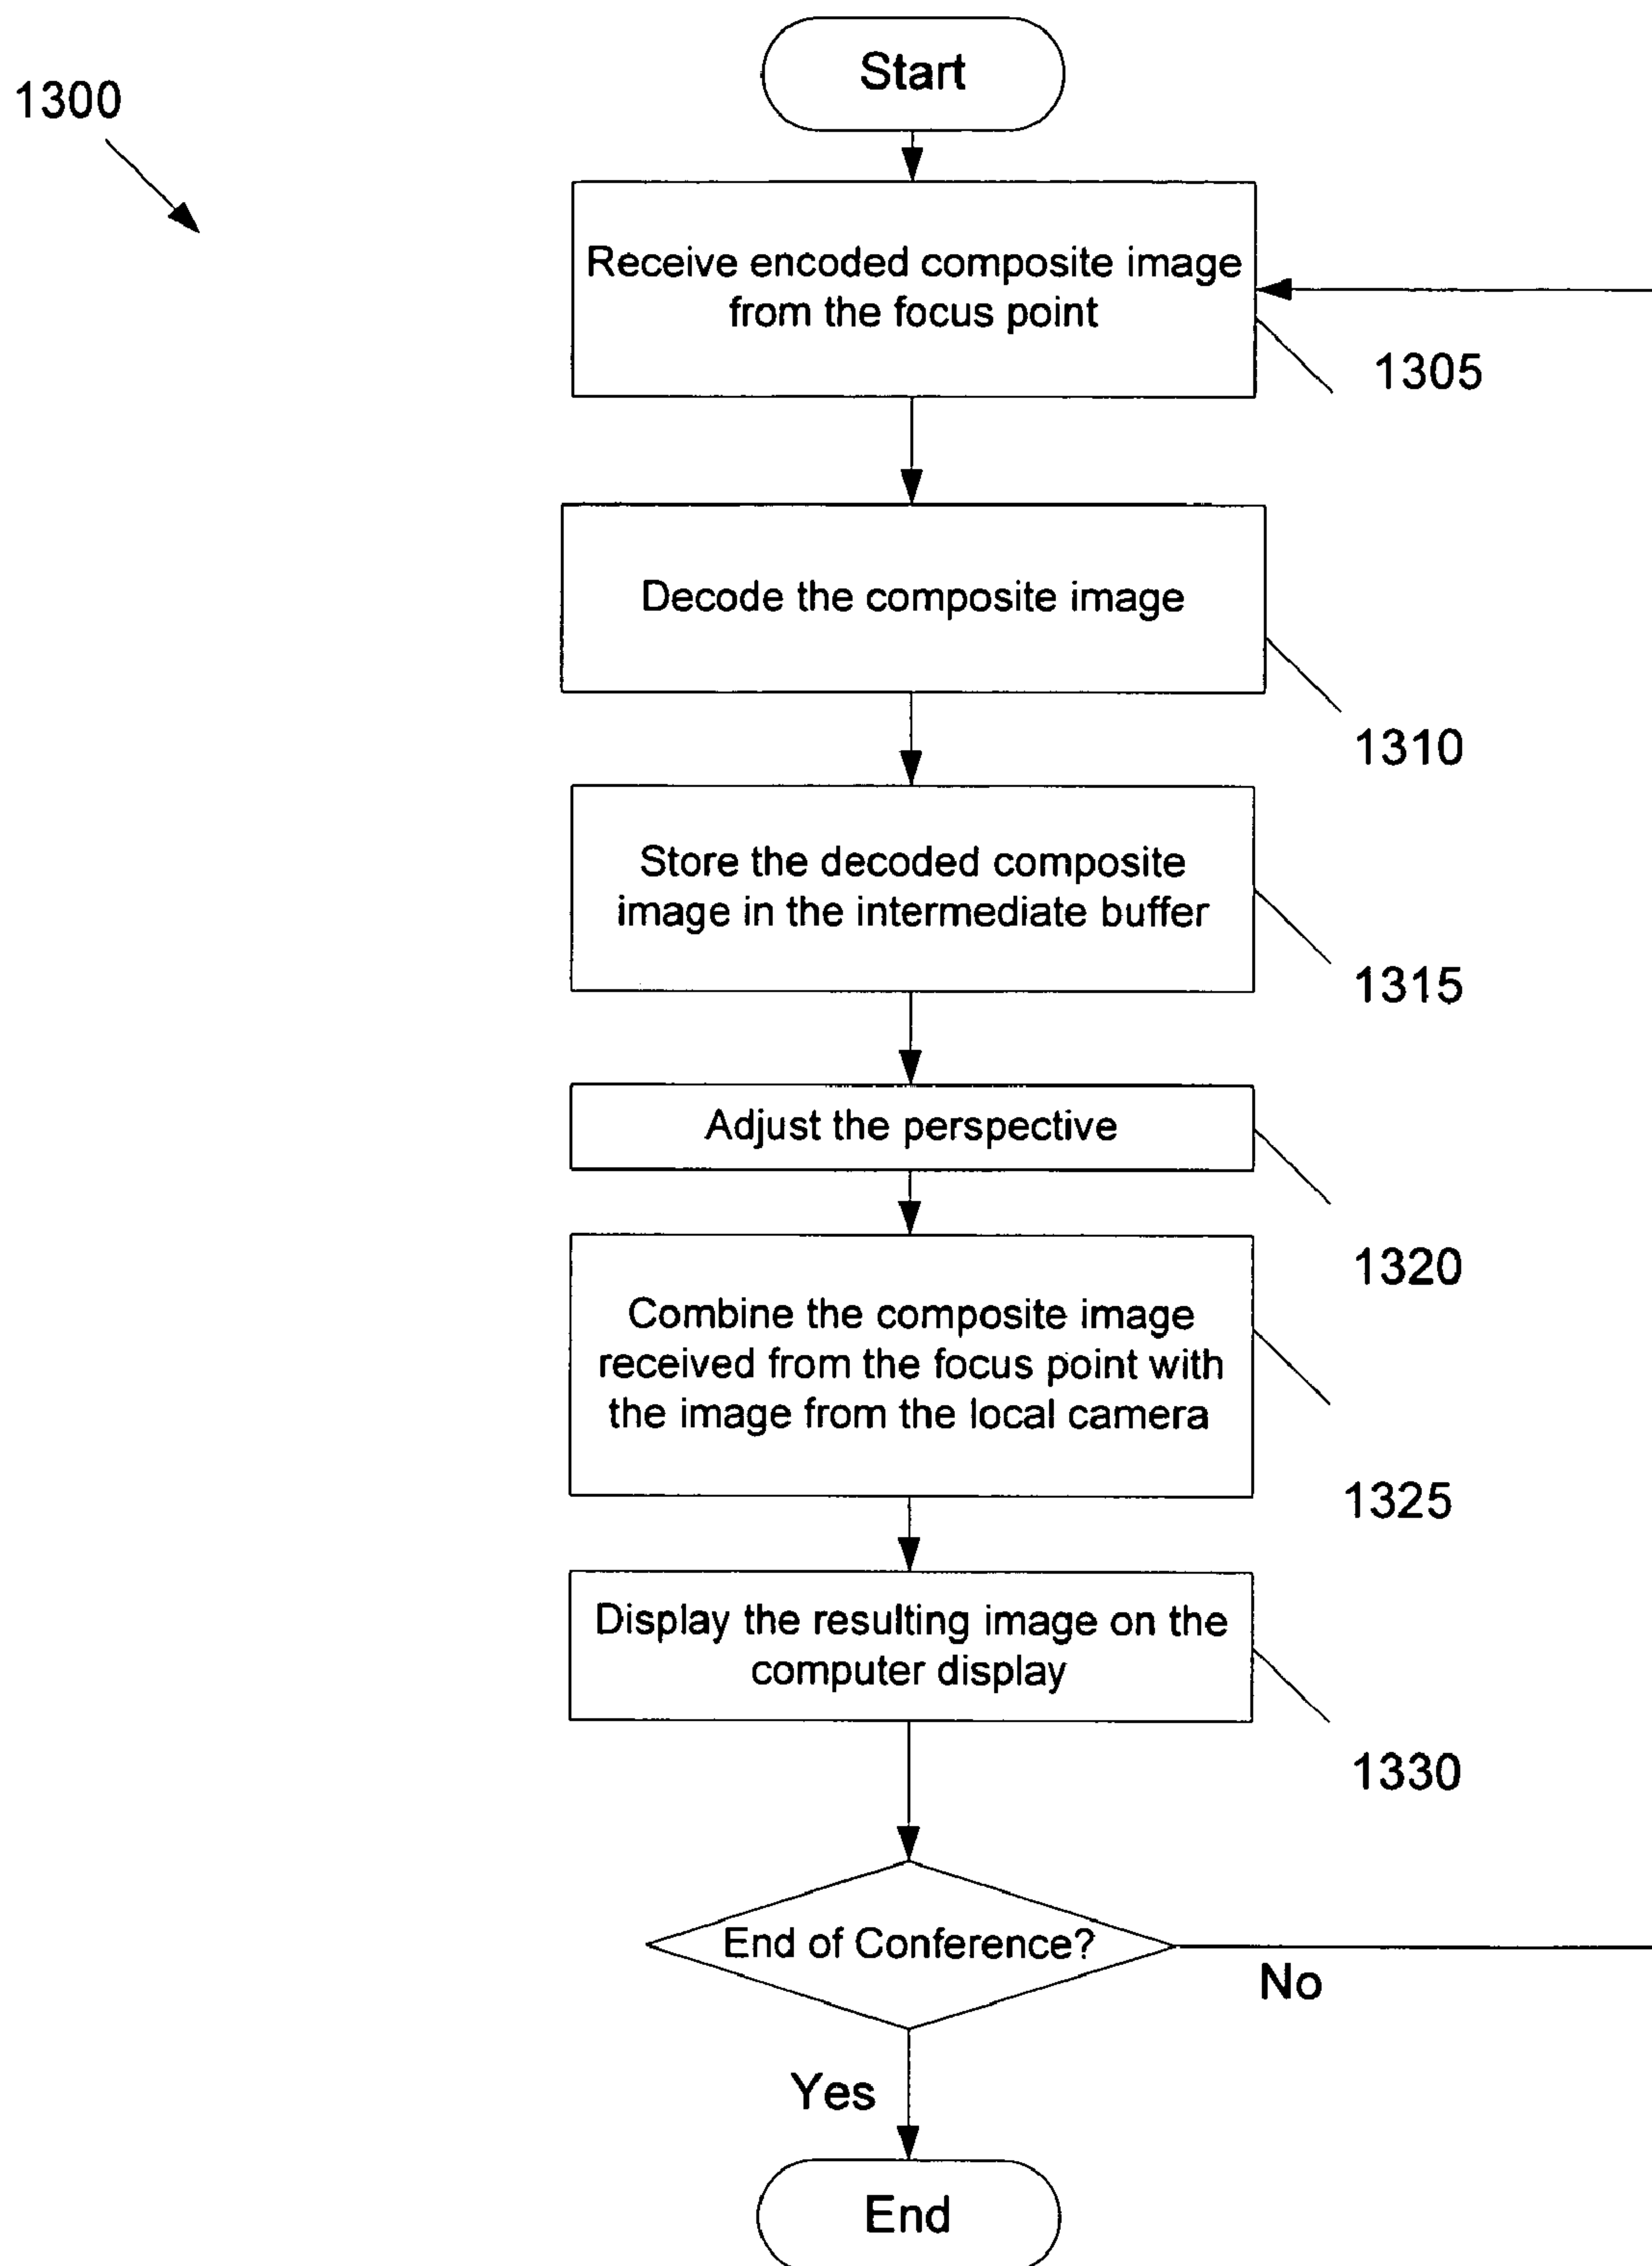 Start
1300
Receive encoded composite image
from the focus point
1305
Decode the composite image
1310
Store the decoded composite
image in the intermediate buffer
1315
Adjust the perspective
1320
Combine the composite image
received from the focus point with
the image from the local camera
1325
Display the resulting image on the
computer display
1330
End of Conference?
No
Yes
End